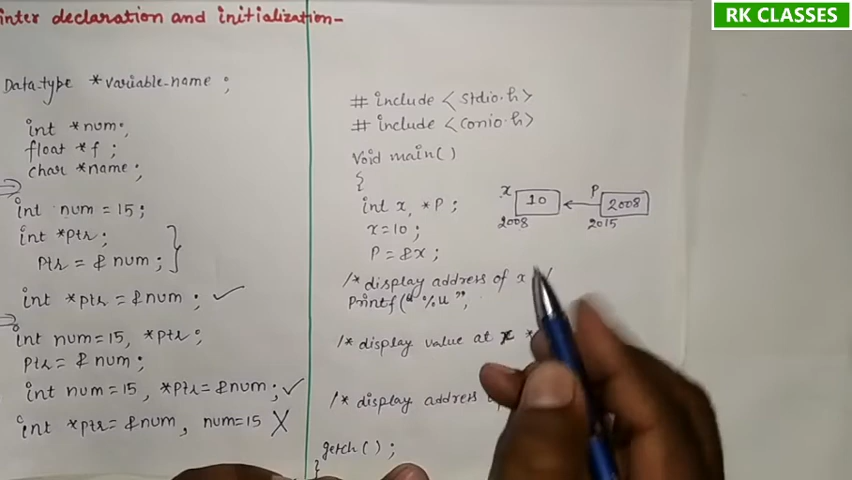 RK CLASSES
inter declaration and initialization-
Data-type *variable-name ;
int *num;
float *f ;
char *name ;
int num = 15;
int *ptr;
ptr = & num ;
int *ptr = & num ;
int num=15, *ptr;
ptr = & num;
int num=15, *ptr=&num;
int *ptr=&num, num=15 X
# include <stdio.h>
# include <conio.h>
Void main()
{
int x, *P ;
x=10 ;
P = &x ;
x 10 P 2008
2008 2015
/* display address of x /
Printf(" %u ",
/* display value at x *
/* display address
getch( ) ;
}